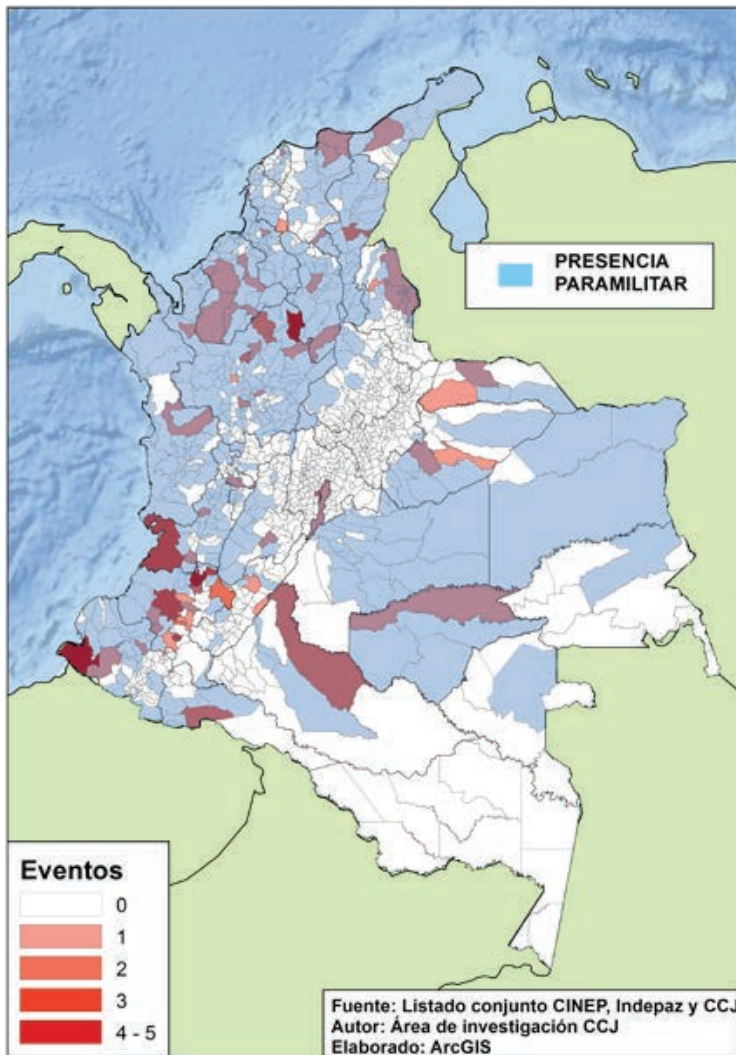 PRESENCIA
PARAMILITAR
Eventos
0
1
2
3
4 - 5
Fuente: Listado conjunto CINEP, Indepaz y CCJ
Autor: Área de investigación CCJ
Elaborado: ArcGIS